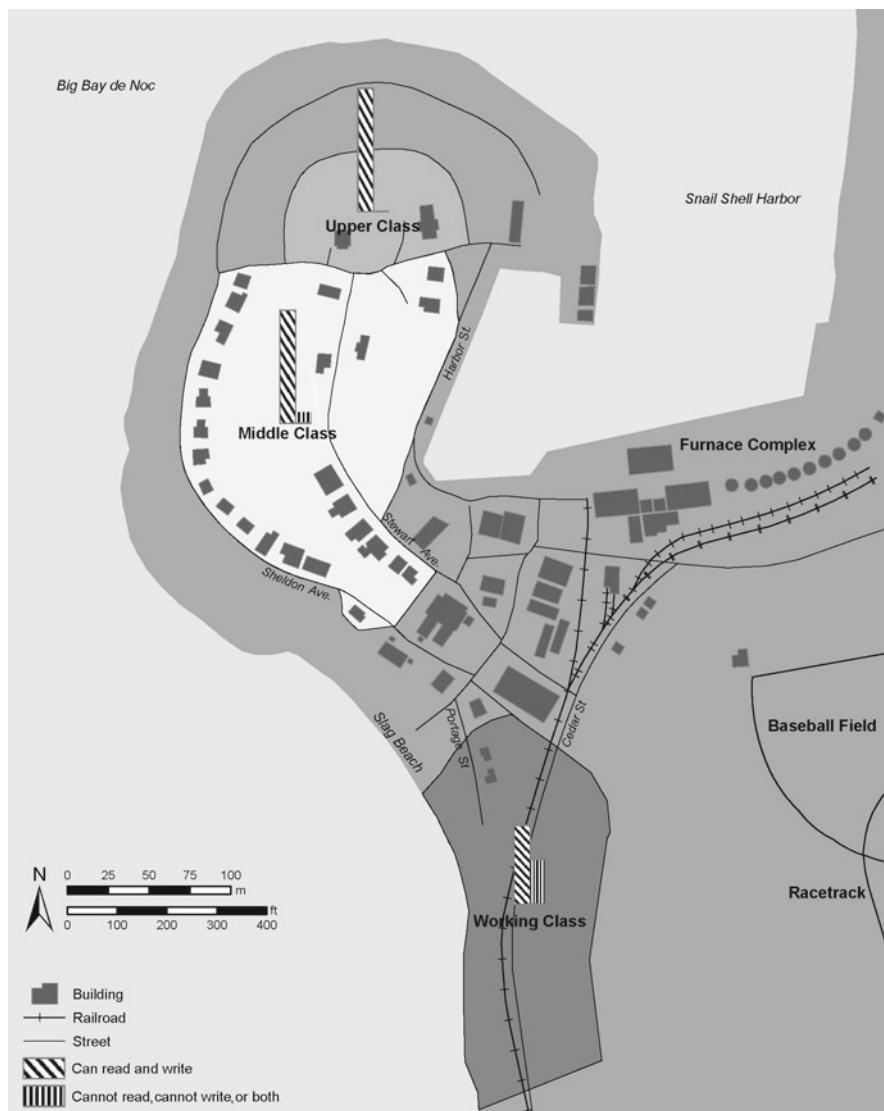 Big Bay de Noc
Snail Shell Harbor
Upper Class
Harbor St.
Middle Class
Furnace Complex
Stewart Ave.
Sheldon Ave.
Slag Beach
Portage St
Cedar St
Baseball Field
Racetrack
Working Class
N
0 25 50 75 100
m
ft
0 100 200 300 400
Building
Railroad
Street
Can read and write
Cannot read,cannot write,or both